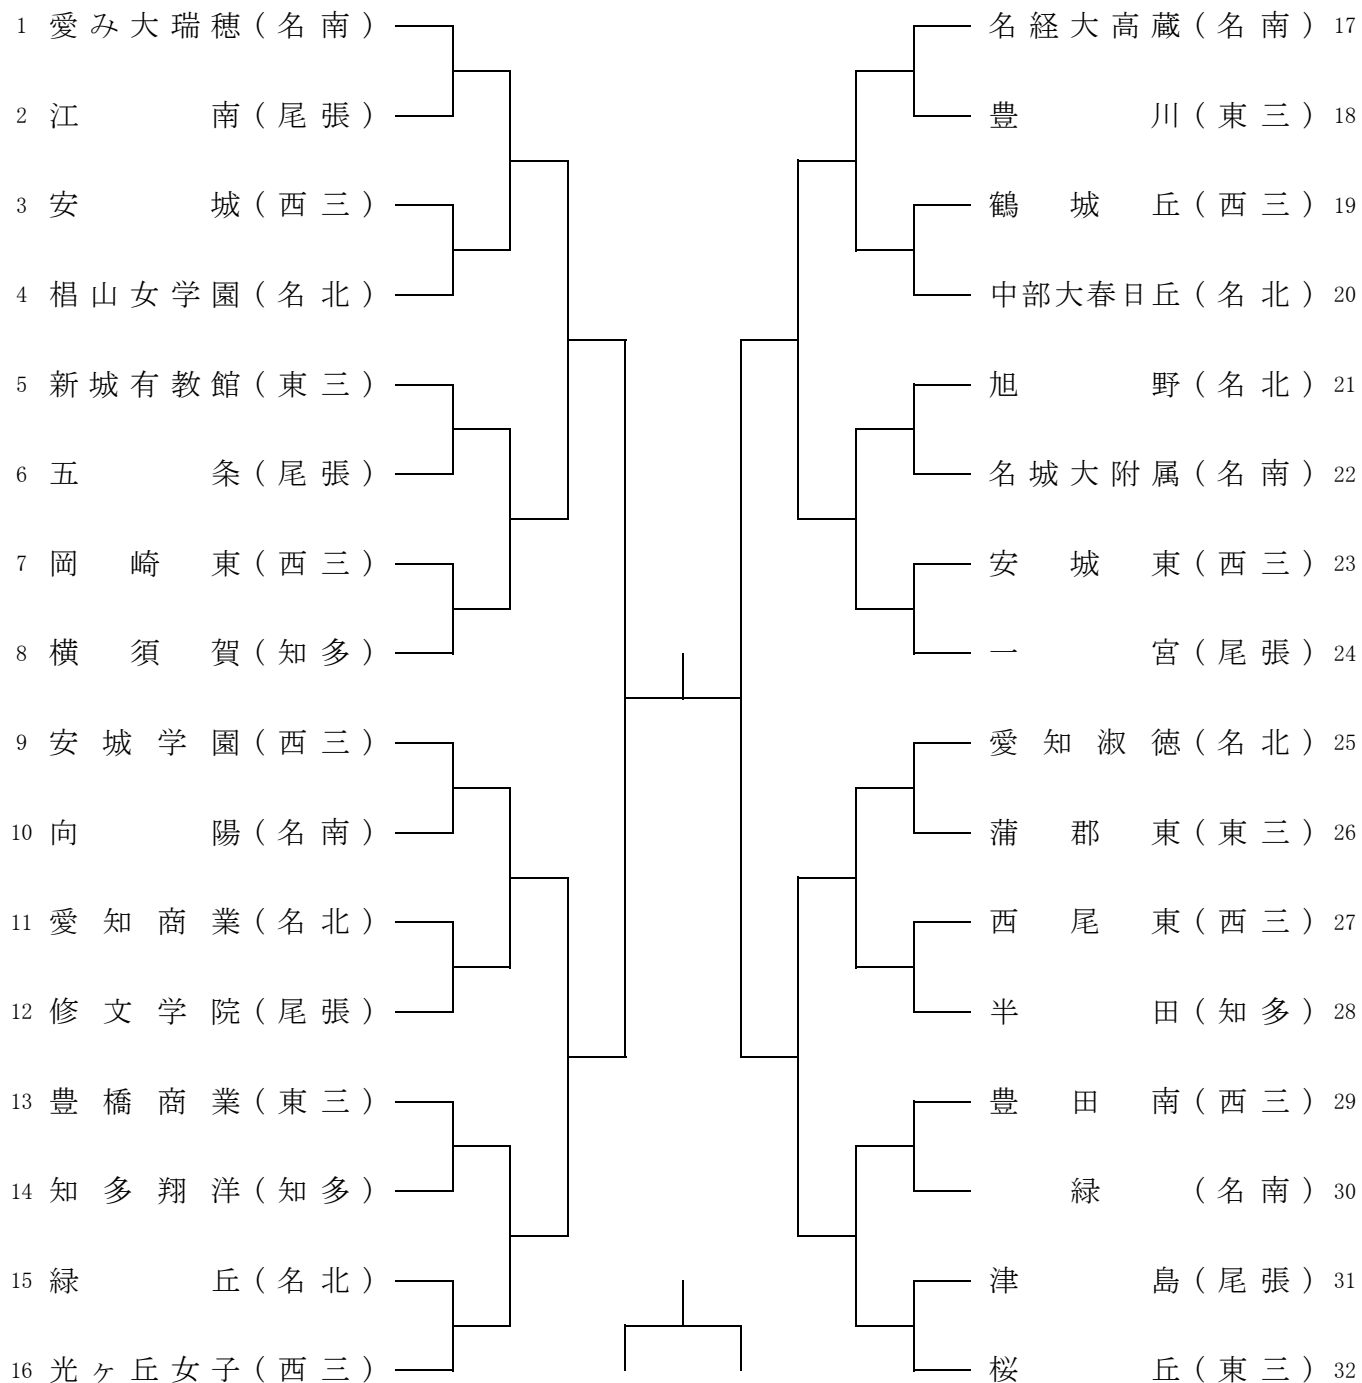 1 愛み大瑞穂(名南)
2 江南(尾張)
3 安城(西三)
4 椙山女学園(名北)
5 新城有教館(東三)
6 五条(尾張)
7 岡崎東(西三)
8 横須賀(知多)
9 安城学園(西三)
10 向陽(名南)
11 愛知商業(名北)
12 修文学院(尾張)
13 豊橋商業(東三)
14 知多翔洋(知多)
15 緑丘(名北)
16 光ヶ丘女子(西三)
名経大高蔵(名南) 17
豊川(東三) 18
鶴城丘(西三) 19
中部大春日丘(名北) 20
旭野(名北) 21
名城大附属(名南) 22
安城東(西三) 23
一宮(尾張) 24
愛知淑徳(名北) 25
蒲郡東(東三) 26
西尾東(西三) 27
半田(知多) 28
豊田南(西三) 29
緑(名南) 30
津島(尾張) 31
桜丘(東三) 32